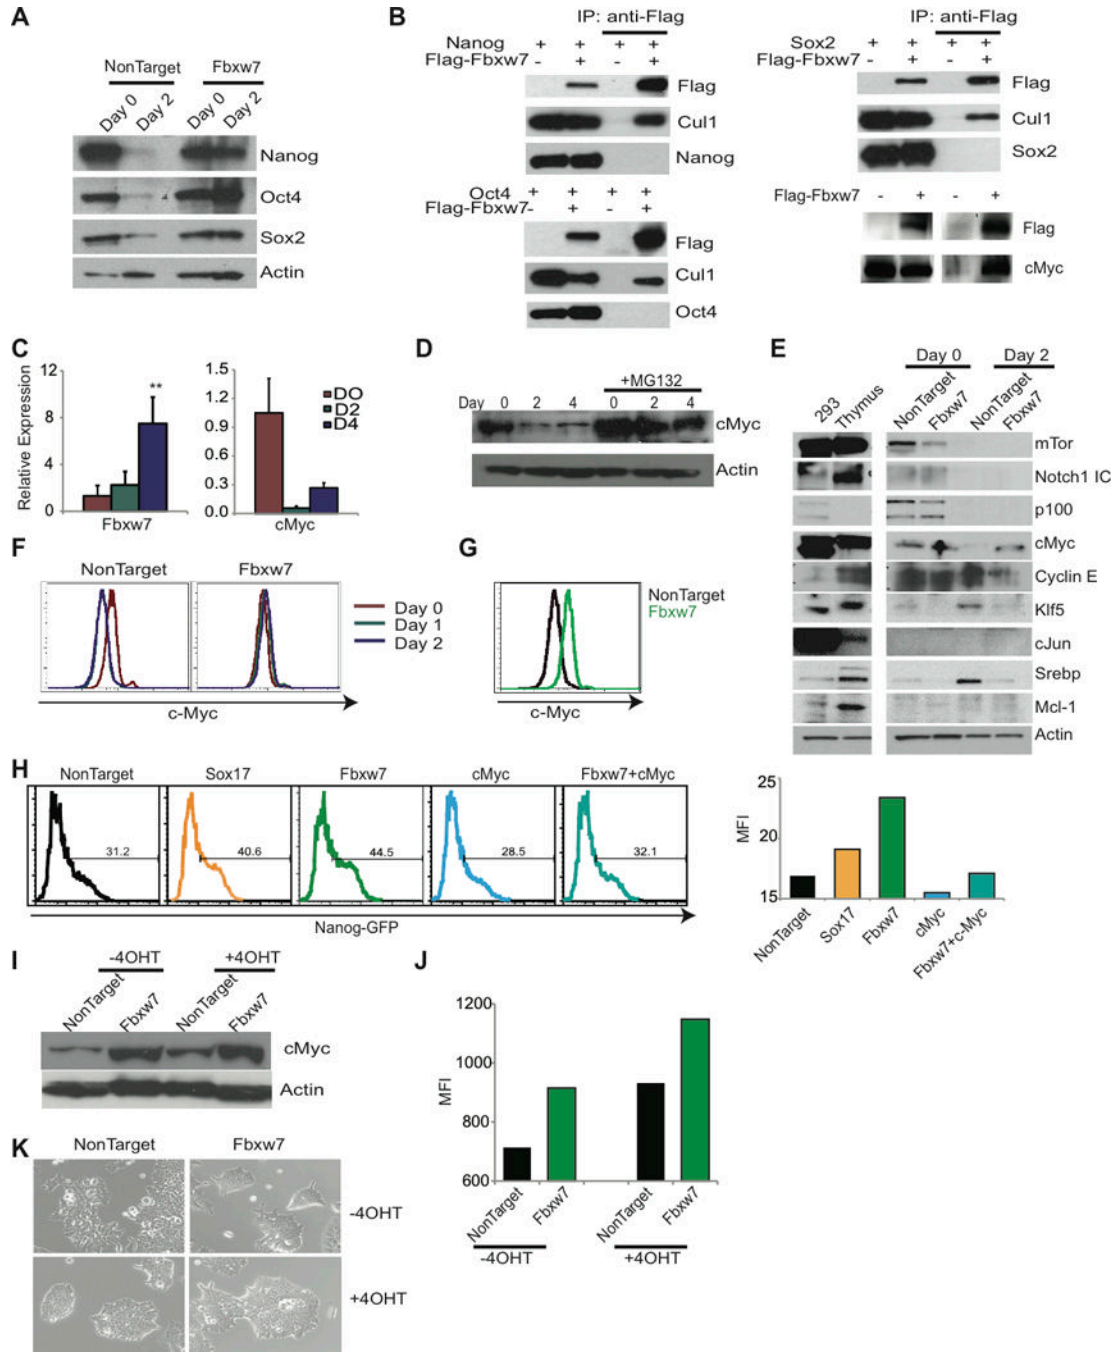 A
NonTarget Fbxw7
Day 0 Day 2 Day 0 Day 2
Nanog
Oct4
Sox2
Actin
B
IP: anti-Flag
Nanog + + + +
Flag-Fbxw7 - + - +
Flag
Cul1
Nanog
Oct4 + + + +
Flag-Fbxw7 - + - +
Flag
Cul1
Oct4
IP: anti-Flag
Sox2 + + + +
Flag-Fbxw7 - + - +
Flag
Cul1
Sox2
Flag-Fbxw7 - + - +
Flag
cMyc
C
Relative Expression
12
8
4
0
**
Fbxw7
1.5
1.2
0.9
0.6
0.3
0.0
DO
D2
D4
cMyc
D
+MG132
Day 0 2 4 0 2 4
cMyc
Actin
E
Day 0 Day 2
293 Thymus NonTarget Fbxw7 NonTarget Fbxw7
mTor
Notch1 IC
p100
cMyc
Cyclin E
Klf5
cJun
Srebp
Mcl-1
Actin
F
NonTarget Fbxw7
Day 0
Day 1
Day 2
c-Myc
G
NonTarget
Fbxw7
c-Myc
H
NonTarget Sox17 Fbxw7 cMyc Fbxw7+cMyc
31.2 40.6 44.5 28.5 32.1
Nanog-GFP
MFI
25
20
15
NonTarget Sox17 Fbxw7 cMyc Fbxw7+c-Myc
I
-4OHT +4OHT
NonTarget Fbxw7 NonTarget Fbxw7
cMyc
Actin
J
MFI
1200
1000
800
600
NonTarget Fbxw7 NonTarget Fbxw7
-4OHT +4OHT
K
NonTarget Fbxw7
-4OHT
+4OHT